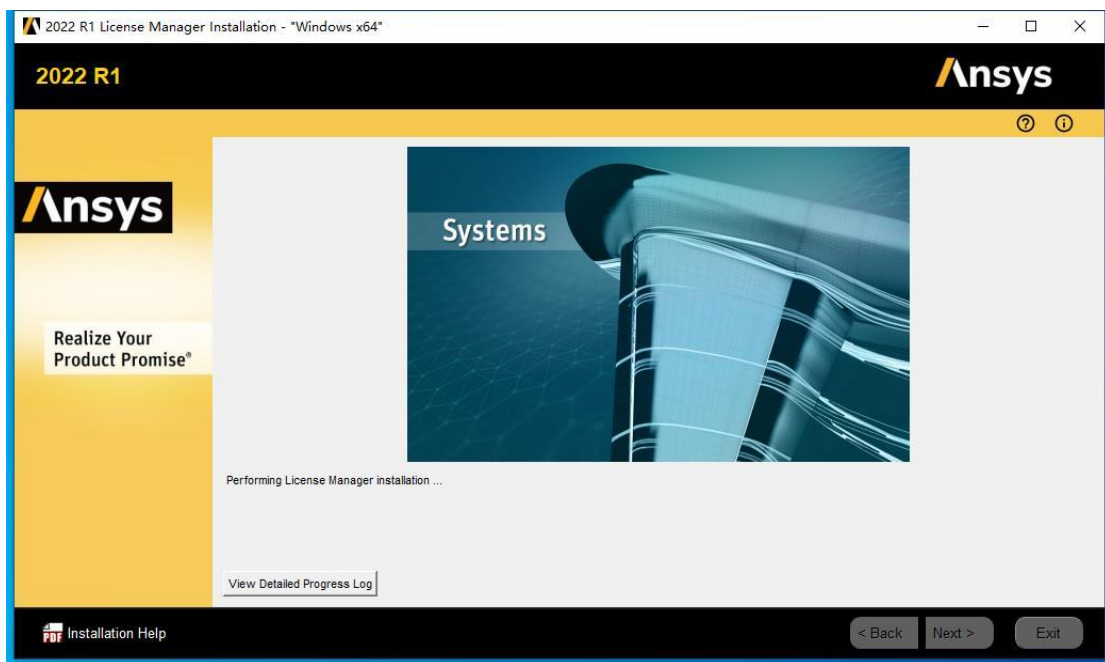 2022 R1 License Manager Installation - "Windows x64"
2022 R1
Ansys
Ansys
Systems
Realize Your
Product Promise®
Performing License Manager installation ...
View Detailed Progress Log
PDF Installation Help
< Back Next > Exit